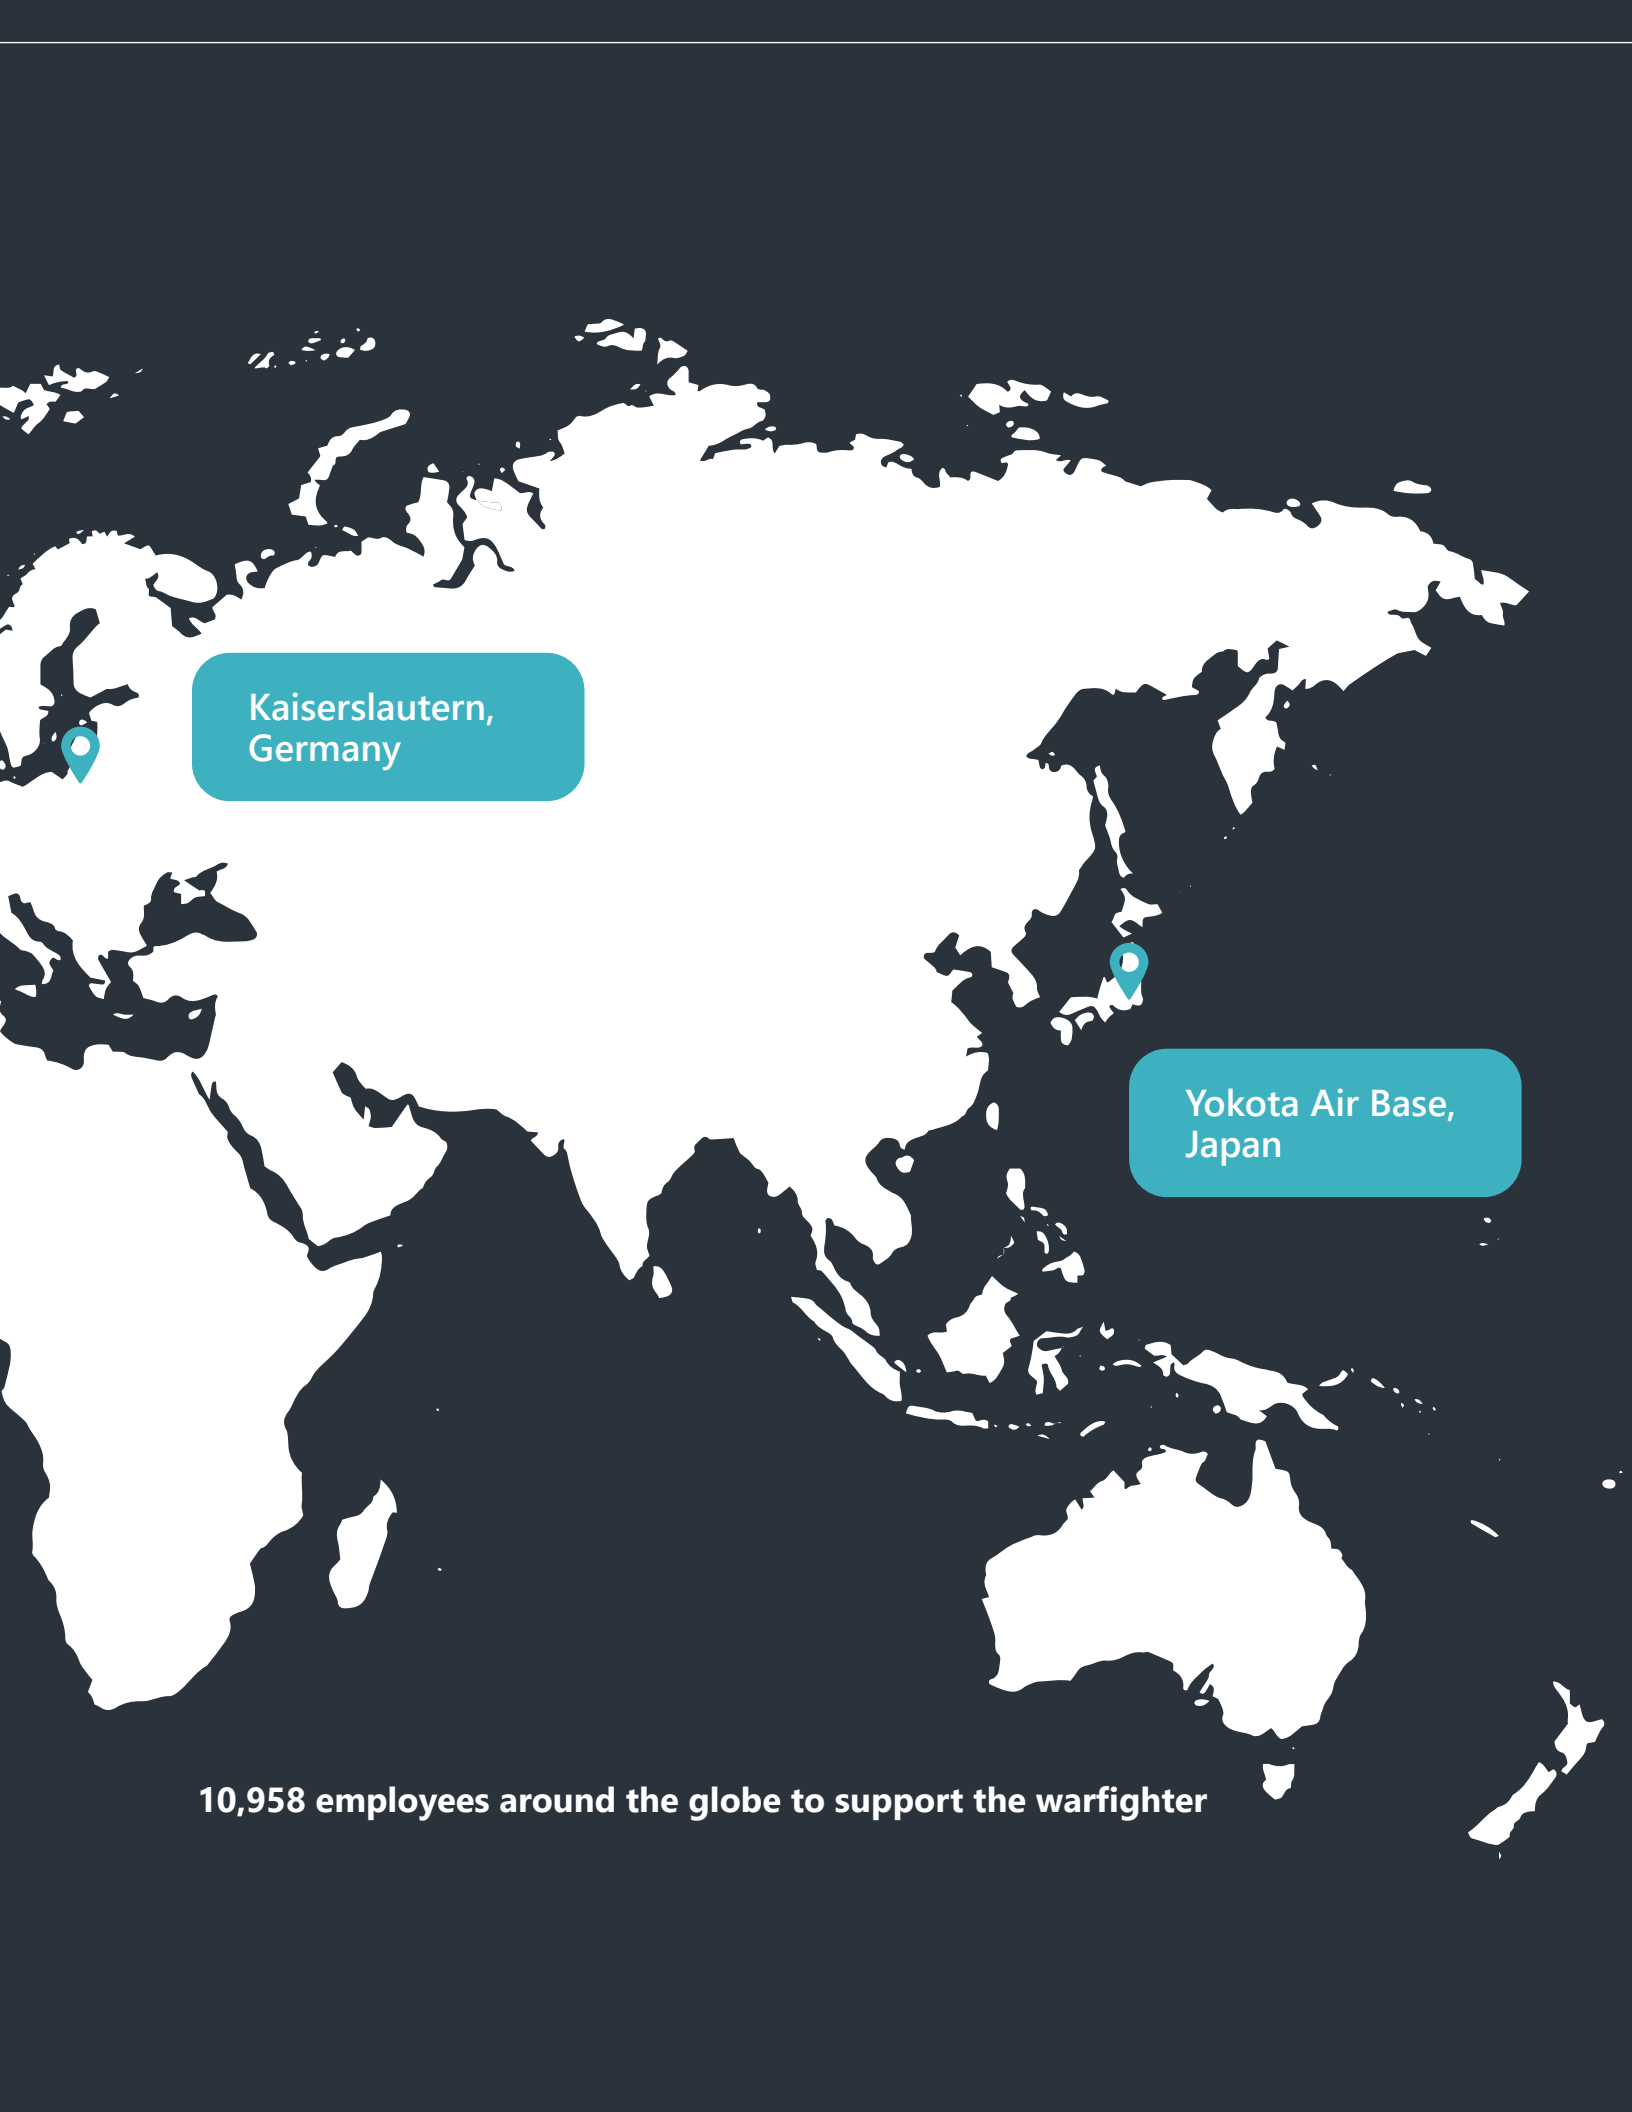 Kaiserslautern,
Germany
Yokota Air Base,
Japan
10,958 employees around the globe to support the warfighter